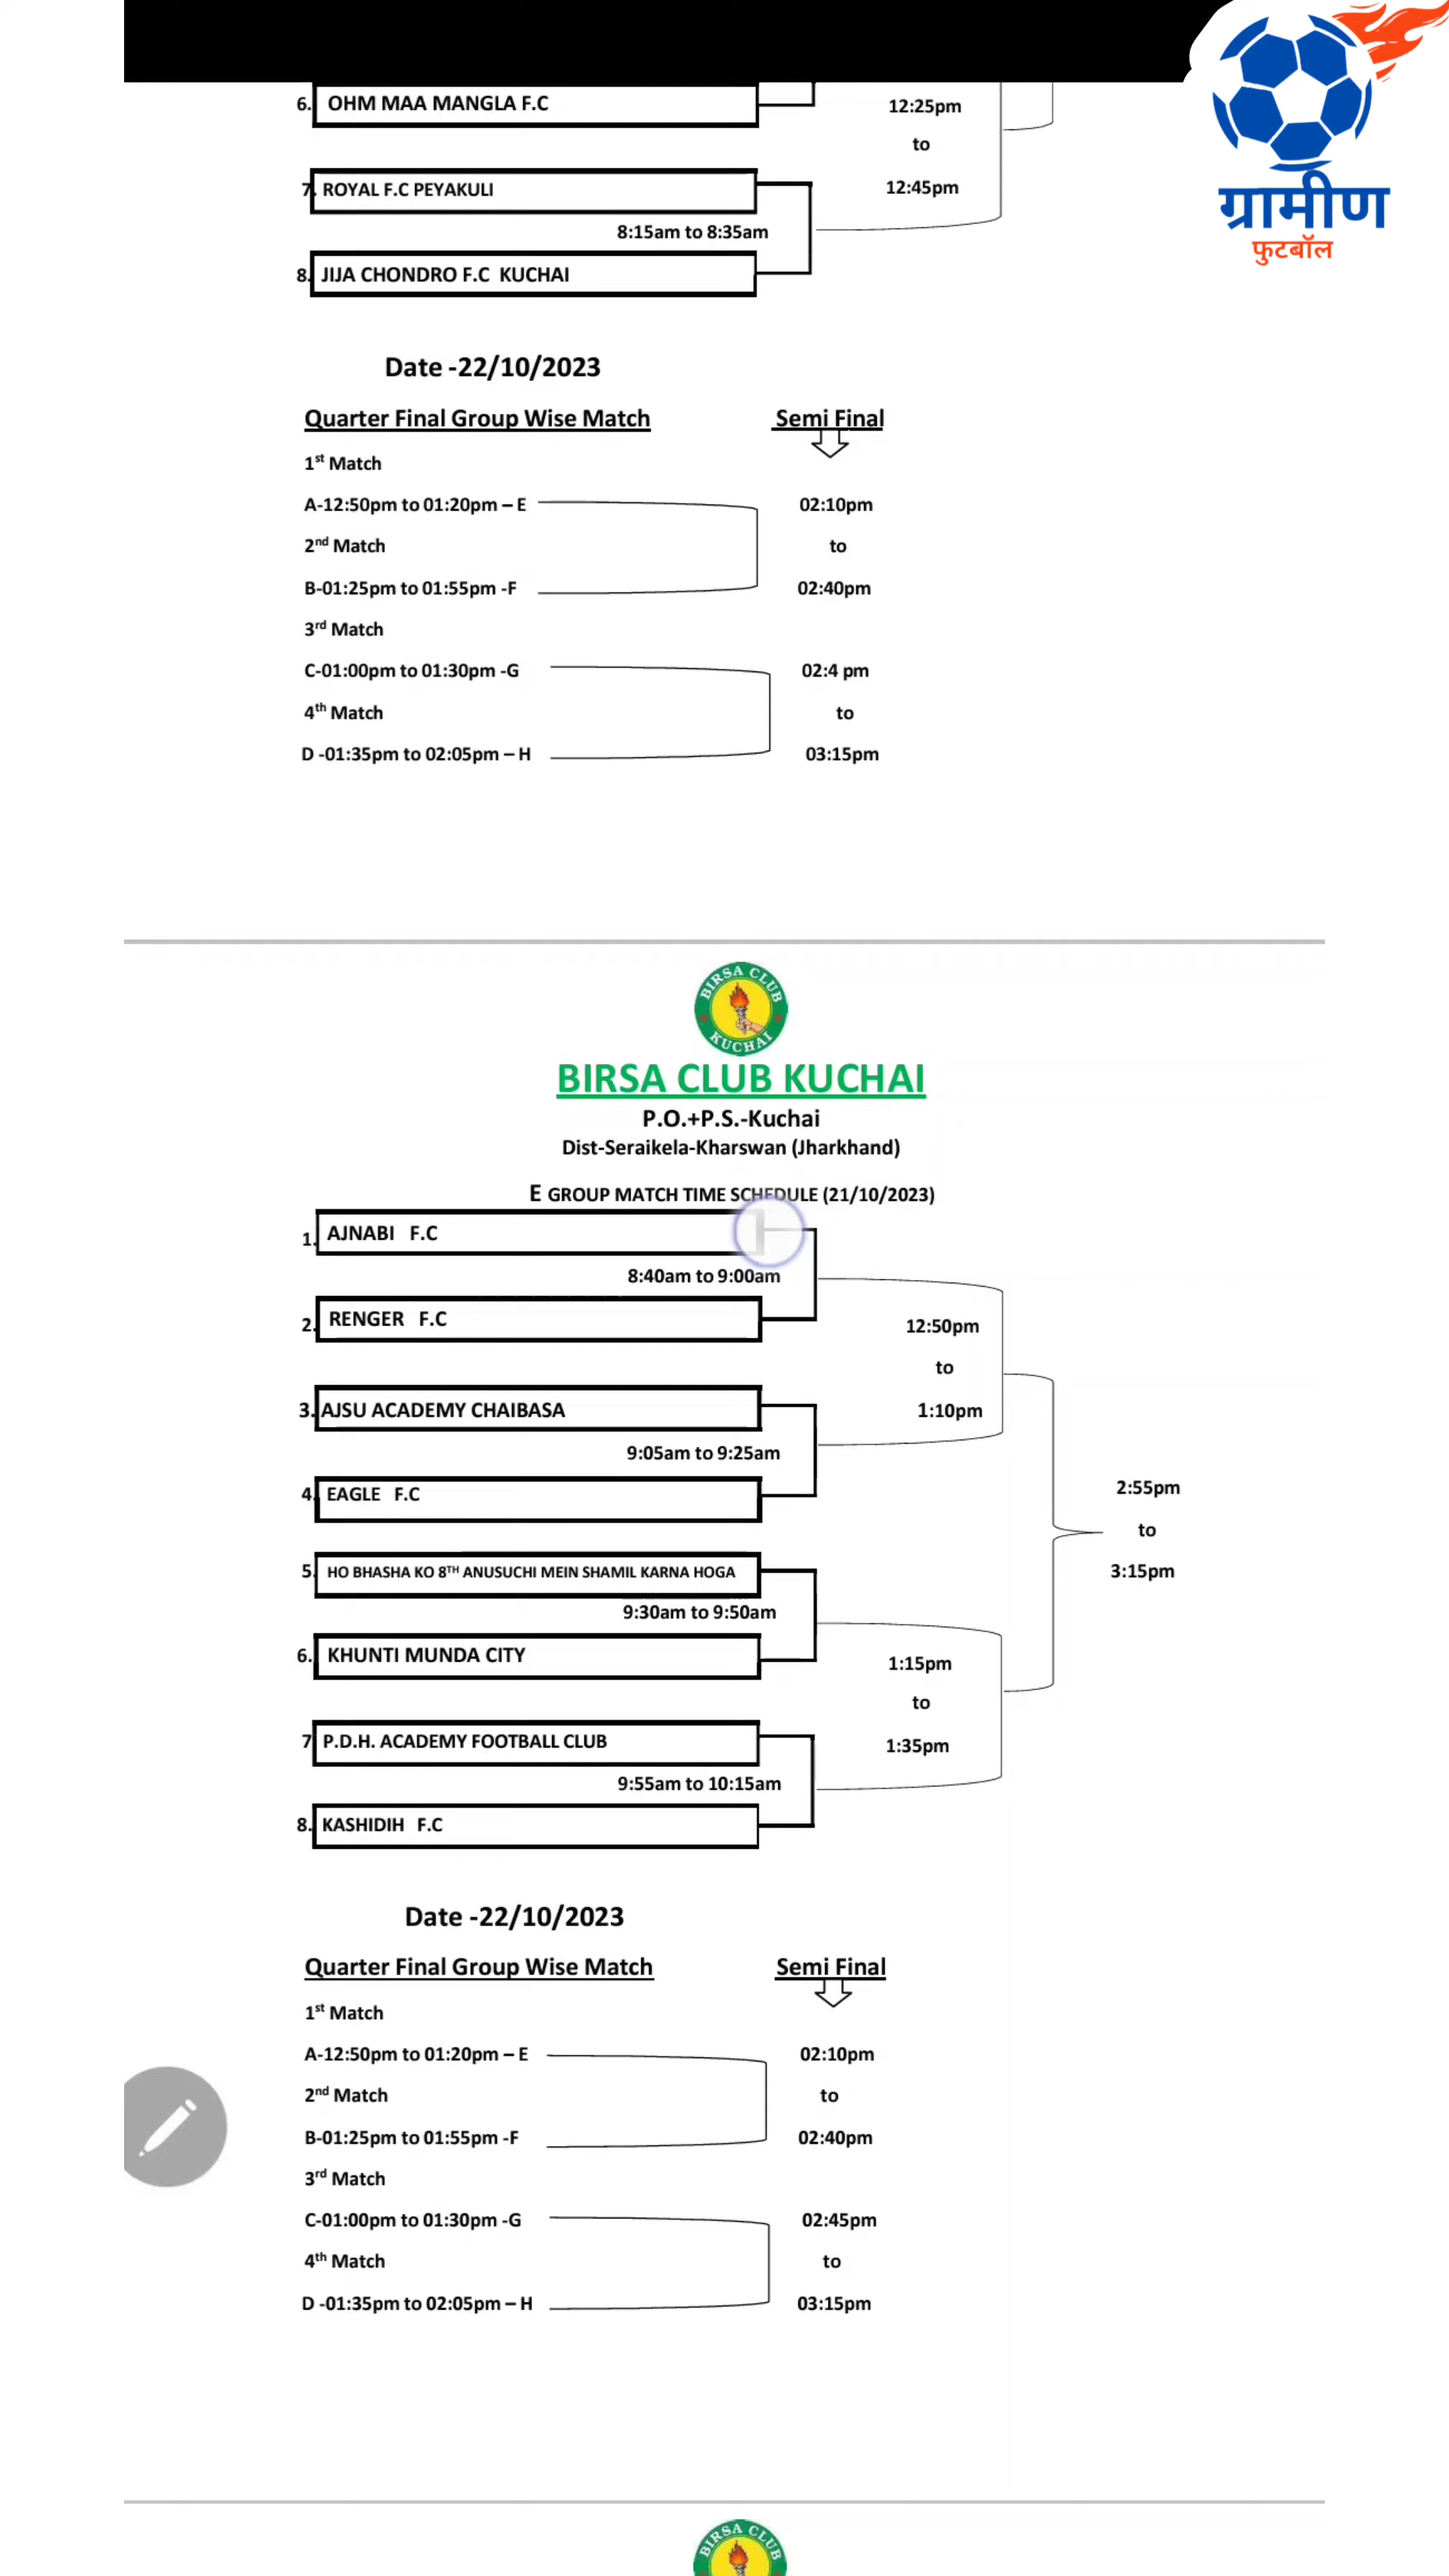 ग्रामीण
फुटबॉल
6. OHM MAA MANGLA F.C
12:25pm
to
12:45pm
7. ROYAL F.C PEYAKULI
8:15am to 8:35am
8. JIJA CHONDRO F.C KUCHAI
Date -22/10/2023
Quarter Final Group Wise Match Semi Final
1st Match
A-12:50pm to 01:20pm – E 02:10pm
2nd Match to
B-01:25pm to 01:55pm -F 02:40pm
3rd Match
C-01:00pm to 01:30pm -G 02:4 pm
4th Match to
D -01:35pm to 02:05pm – H 03:15pm
BIRSA CLUB
KUCHAI
BIRSA CLUB KUCHAI
P.O.+P.S.-Kuchai
Dist-Seraikela-Kharswan (Jharkhand)
E GROUP MATCH TIME SCHEDULE (21/10/2023)
1. AJNABI F.C
8:40am to 9:00am
2. RENGER F.C
12:50pm
to
1:10pm
3. AJSU ACADEMY CHAIBASA
9:05am to 9:25am
4. EAGLE F.C
2:55pm
to
3:15pm
5. HO BHASHA KO 8TH ANUSUCHI MEIN SHAMIL KARNA HOGA
9:30am to 9:50am
6. KHUNTI MUNDA CITY
1:15pm
to
1:35pm
7 P.D.H. ACADEMY FOOTBALL CLUB
9:55am to 10:15am
8. KASHIDIH F.C
Date -22/10/2023
Quarter Final Group Wise Match Semi Final
1st Match
A-12:50pm to 01:20pm – E 02:10pm
2nd Match to
B-01:25pm to 01:55pm -F 02:40pm
3rd Match
C-01:00pm to 01:30pm -G 02:45pm
4th Match to
D -01:35pm to 02:05pm – H 03:15pm
BIRSA CLUB